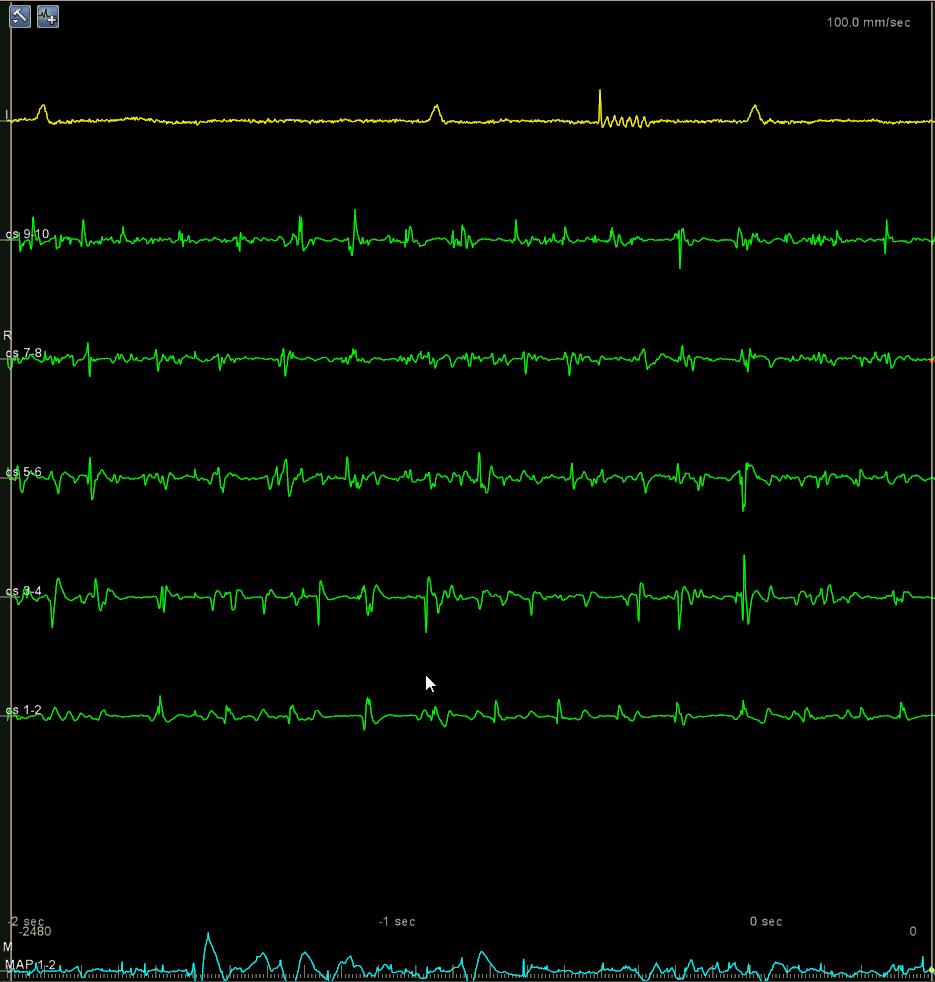 100.0 mm/sec
I
cs 9-10
R
cs 7-8
cs 5-6
cs 3-4
cs 1-2
-2 sec
-1 sec
0 sec
-2480
0
M
MAP 1-2